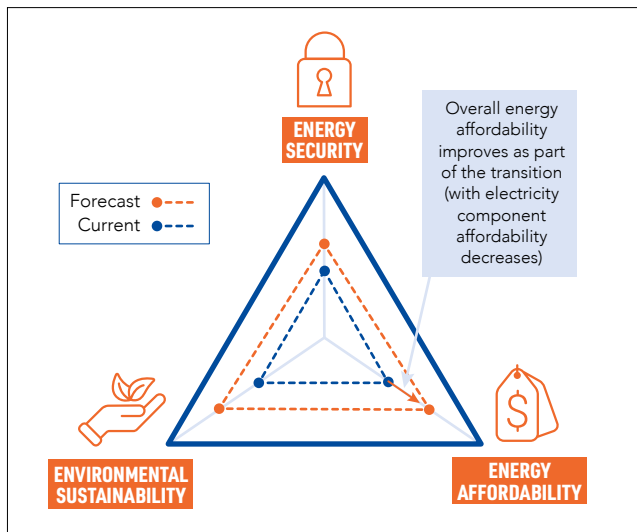 ENERGY
SECURITY
Overall energy
affordability
improves as part
of the transition
(with electricity
component
affordability
decreases)
Forecast
Current
$
ENVIRONMENTAL
SUSTAINABILITY
ENERGY
AFFORDABILITY